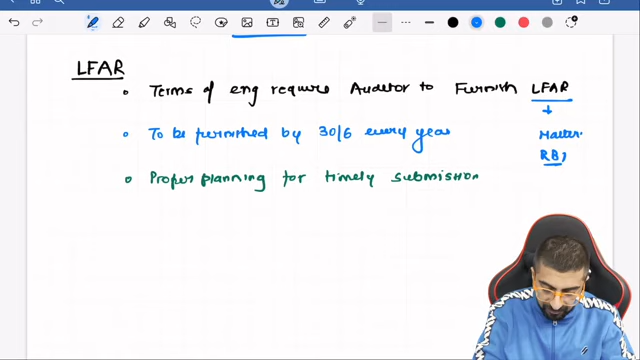 LFAR
• Terms of eng require Auditor to Furnish LFAR
+
Matter.
RBI
• To be furnished by 30/6 every year
• Proper planning for timely submission